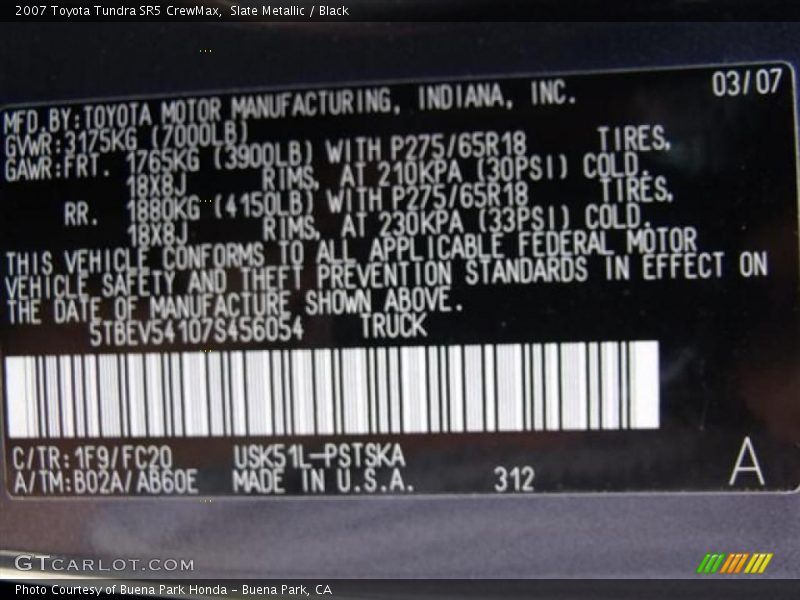 2007 Toyota Tundra SR5 CrewMax, Slate Metallic / Black
03/07
MFD.BY:TOYOTA MOTOR MANUFACTURING, INDIANA, INC.
GVWR:3175KG (7000LB)
GAWR:FRT. 1765KG (3900LB) WITH P275/65R18 TIRES,
18X8J RIMS, AT 210KPA (30PSI) COLD.
RR. 1880KG (4150LB) WITH P275/65R18 TIRES,
18X8J RIMS, AT 230KPA (33PSI) COLD.
THIS VEHICLE CONFORMS TO ALL APPLICABLE FEDERAL MOTOR
VEHICLE SAFETY AND THEFT PREVENTION STANDARDS IN EFFECT ON
THE DATE OF MANUFACTURE SHOWN ABOVE.
5TBEV54107S456054 TRUCK
C/TR:1F9/FC20 USK51L-PSTSKA
A/TM:B02A/AB60E MADE IN U.S.A. 312 A
GTCARLOT.COM
Photo Courtesy of Buena Park Honda - Buena Park, CA